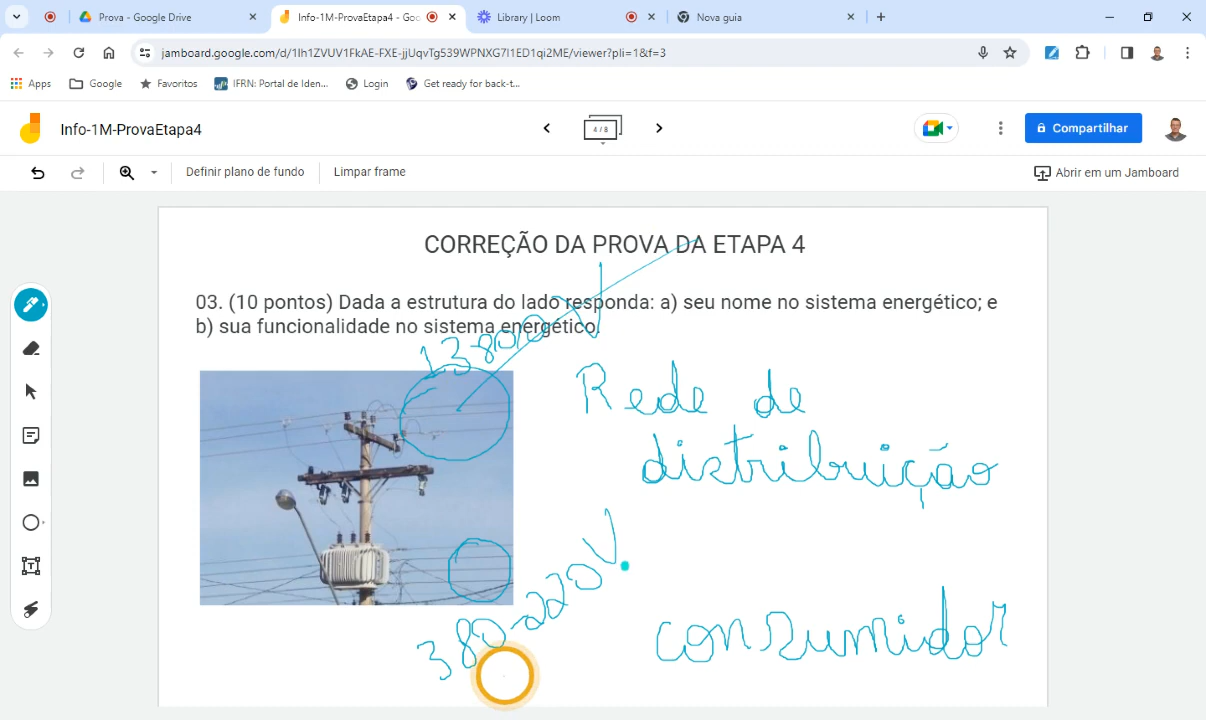 Prova - Google Drive
Info-1M-ProvaEtapa4 - Goo
Library | Loom
Nova guia
jamboard.google.com/d/1Ih1ZVUV1FkAE-FXE-jjUqvTg539WPNXG7I1ED1qi2ME/viewer?pli=1&f=3
Apps
Google
Favoritos
IFRN: Portal de Iden...
Login
Get ready for back-t...
Info-1M-ProvaEtapa4
4 / 8
Compartilhar
Definir plano de fundo
Limpar frame
Abrir em um Jamboard
CORREÇÃO DA PROVA DA ETAPA 4
03. (10 pontos) Dada a estrutura do lado responda: a) seu nome no sistema energético; e
b) sua funcionalidade no sistema energético.
13800 V
Rede de
distribuição
380-220V
consumidor